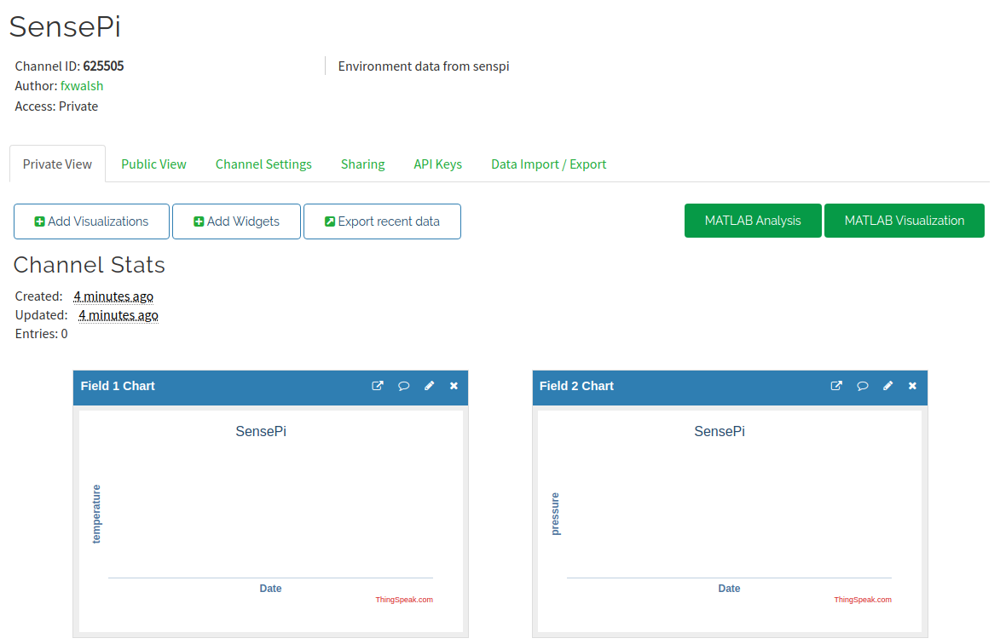 SensePi
Channel ID: 625505
Author: fxwalsh
Access: Private
Environment data from senspi
Private View
Public View
Channel Settings
Sharing
API Keys
Data Import / Export
Add Visualizations
Add Widgets
Export recent data
MATLAB Analysis
MATLAB Visualization
Channel Stats
Created: 4 minutes ago
Updated: 4 minutes ago
Entries: 0
Field 1 Chart
SensePi
temperature
Date
ThingSpeak.com
Field 2 Chart
SensePi
pressure
Date
ThingSpeak.com